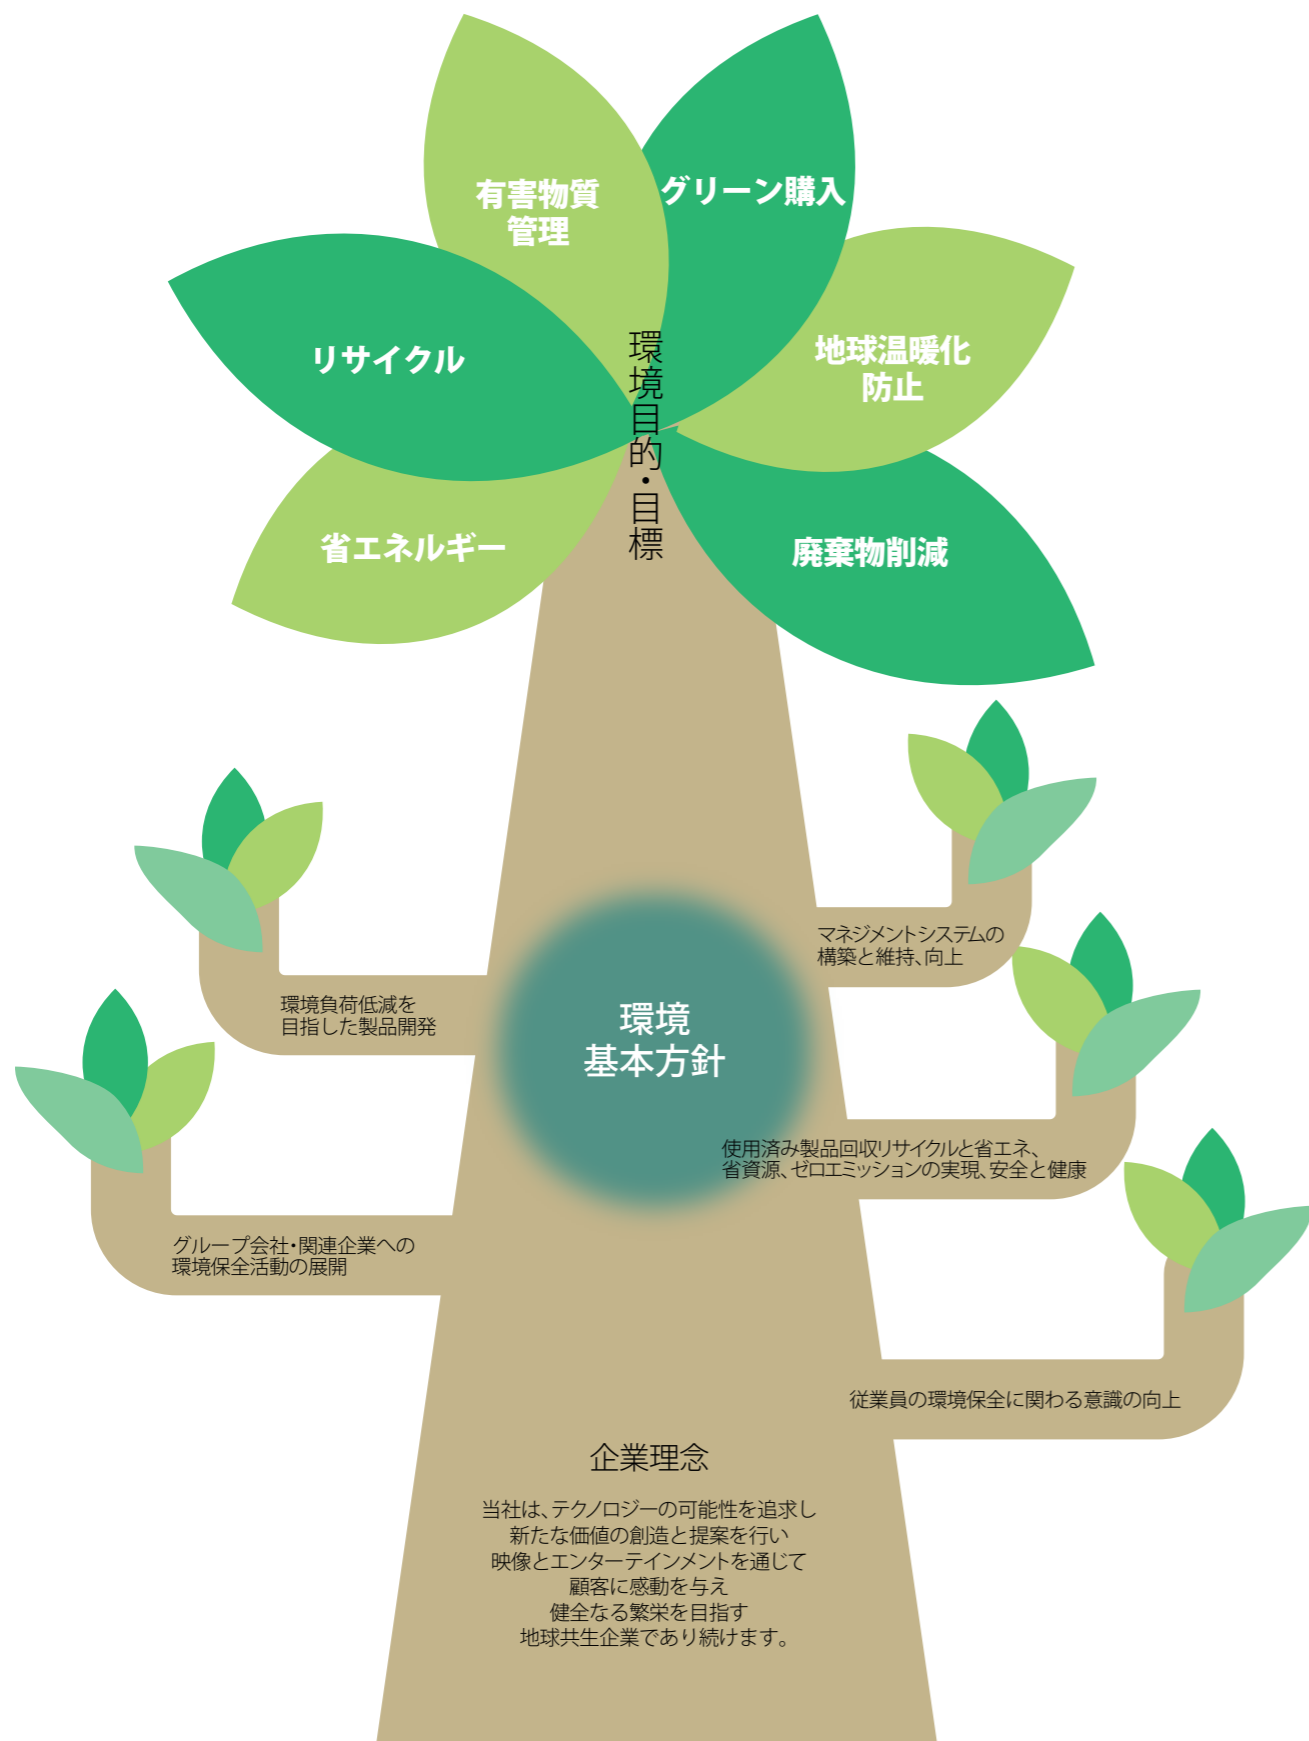 有害物質
管理
グリーン購入
リサイクル
地球温暖化
防止
省エネルギー
廃棄物削減
環境目的・目標
マネジメントシステムの
構築と維持、向上
環境負荷低減を
目指した製品開発
環境
基本方針
使用済み製品回収リサイクルと省エネ、
省資源、ゼロエミッションの実現、安全と健康
グループ会社・関連企業への
環境保全活動の展開
従業員の環境保全に関わる意識の向上
企業理念
当社は、テクノロジーの可能性を追求し
新たな価値の創造と提案を行い
映像とエンターテインメントを通じて
顧客に感動を与え
健全なる繁栄を目指す
地球共生企業であり続けます。